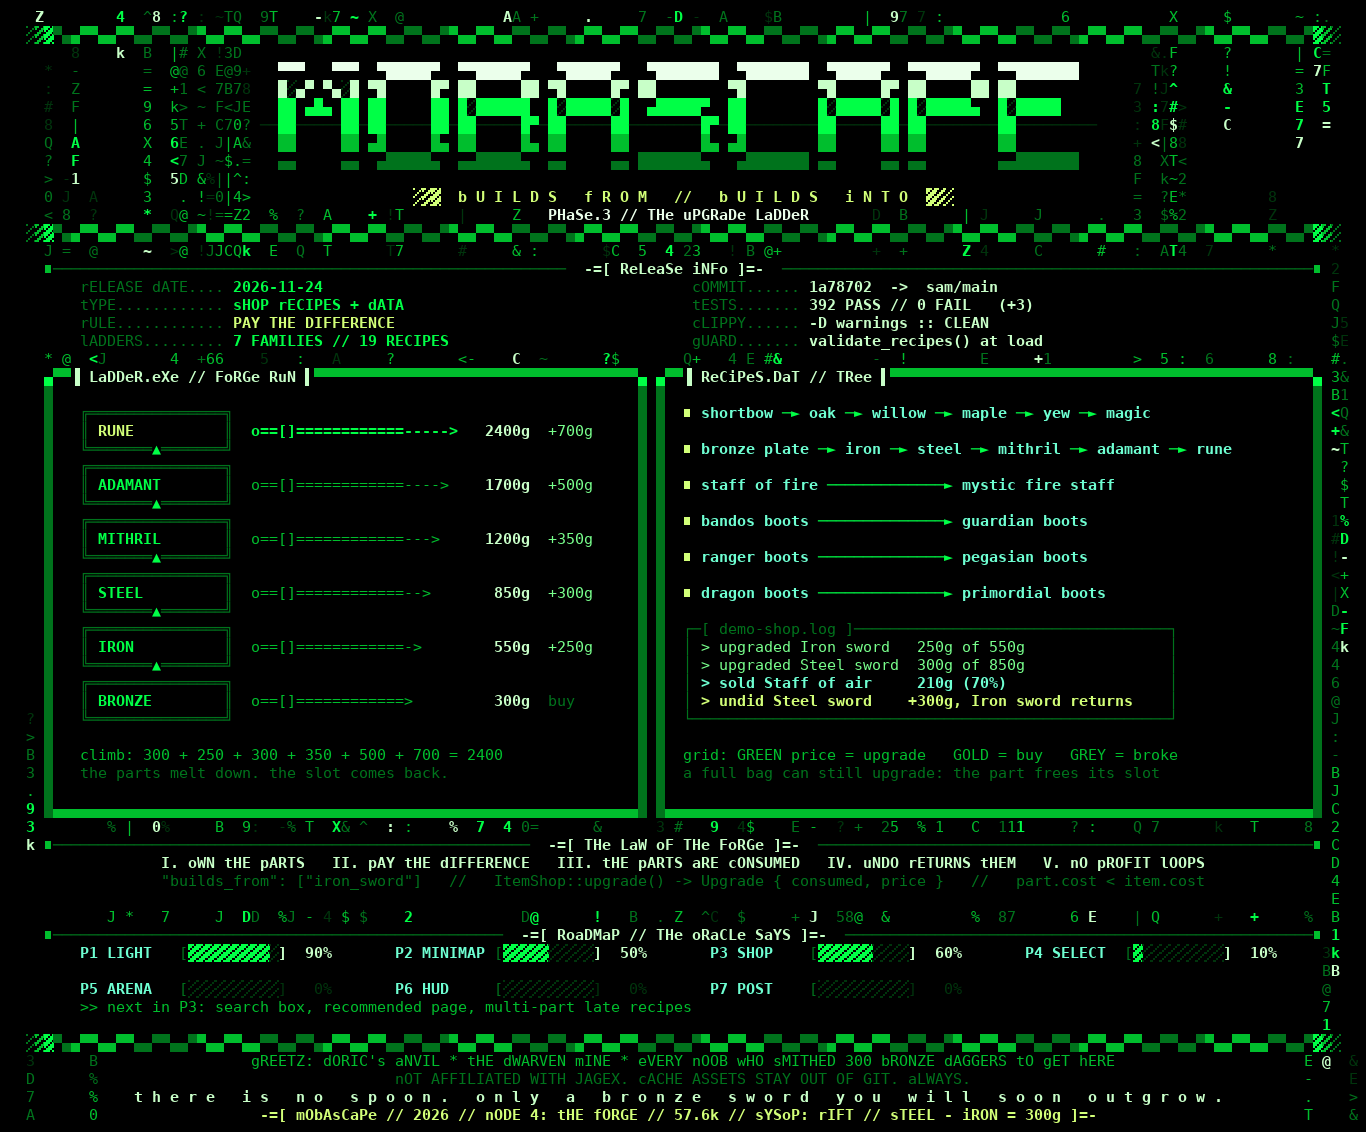 MOBASCAPE
bUILDS fROM // bUILDS iNTO
PHaSe.3 // THe uPGRaDe LaDDeR
-=[ ReLeaSe iNFo ]=-
rELEASE dATE.... 2026-11-24 cOMMIT...... 1a78702 -> sam/main
tYPE............ sHOP rECIPES + dATA tESTS....... 392 PASS // 0 FAIL (+3)
rULE............ PAY THE DIFFERENCE cLIPPY...... -D warnings :: CLEAN
lADDERS......... 7 FAMILIES // 19 RECIPES gUARD....... validate_recipes() at load
LaDDeR.eXe // FoRGe RuN
RUNE o==[]============-----> 2400g +700g
ADAMANT o==[]============----> 1700g +500g
MITHRIL o==[]============---> 1200g +350g
STEEL o==[]============--> 850g +300g
IRON o==[]============-> 550g +250g
BRONZE o==[]============> 300g buy
climb: 300 + 250 + 300 + 350 + 500 + 700 = 2400
the parts melt down. the slot comes back.
ReCiPeS.DaT // TRee
shortbow ─► oak ─► willow ─► maple ─► yew ─► magic
bronze plate ─► iron ─► steel ─► mithril ─► adamant ─► rune
staff of fire ─────────────► mystic fire staff
bandos boots ──────────────► guardian boots
ranger boots ──────────────► pegasian boots
dragon boots ──────────────► primordial boots
[ demo-shop.log ]
> upgraded Iron sword 250g of 550g
> upgraded Steel sword 300g of 850g
> sold Staff of air 210g (70%)
> undid Steel sword +300g, Iron sword returns
grid: GREEN price = upgrade GOLD = buy GREY = broke
a full bag can still upgrade: the part frees its slot
-=[ THe LaW oF THe FoRGe ]=-
I. oWN tHE pARTS II. pAY tHE dIFFERENCE III. tHE pARTS aRE cONSUMED IV. uNDO rETURNS tHEM V. nO pROFIT lOOPS
"builds_from": ["iron_sword"] // ItemShop::upgrade() -> Upgrade { consumed, price } // part.cost < item.cost
-=[ RoaDMaP // THe oRaCLe SaYS ]=-
P1 LIGHT [ ] 90% P2 MINIMAP [ ] 50% P3 SHOP [ ] 60% P4 SELECT [ ] 10%
P5 ARENA [ ] 0% P6 HUD [ ] 0% P7 POST [ ] 0%
>> next in P3: search box, recommended page, multi-part late recipes
gREETZ: dORIC's aNVIL * tHE dWARVEN mINE * eVERY nOOB wHO sMITHED 300 bRONZE dAGGERS tO gET hERE
nOT AFFILIATED WITH JAGEX. cACHE ASSETS STAY OUT OF GIT. aLWAYS.
there is no spoon. only a bronze sword you will soon outgrow.
-=[ mObAsCaPe // 2026 // nODE 4: tHE fORGE // 57.6k // sYSoP: rIFT // sTEEL - iRON = 300g ]=-